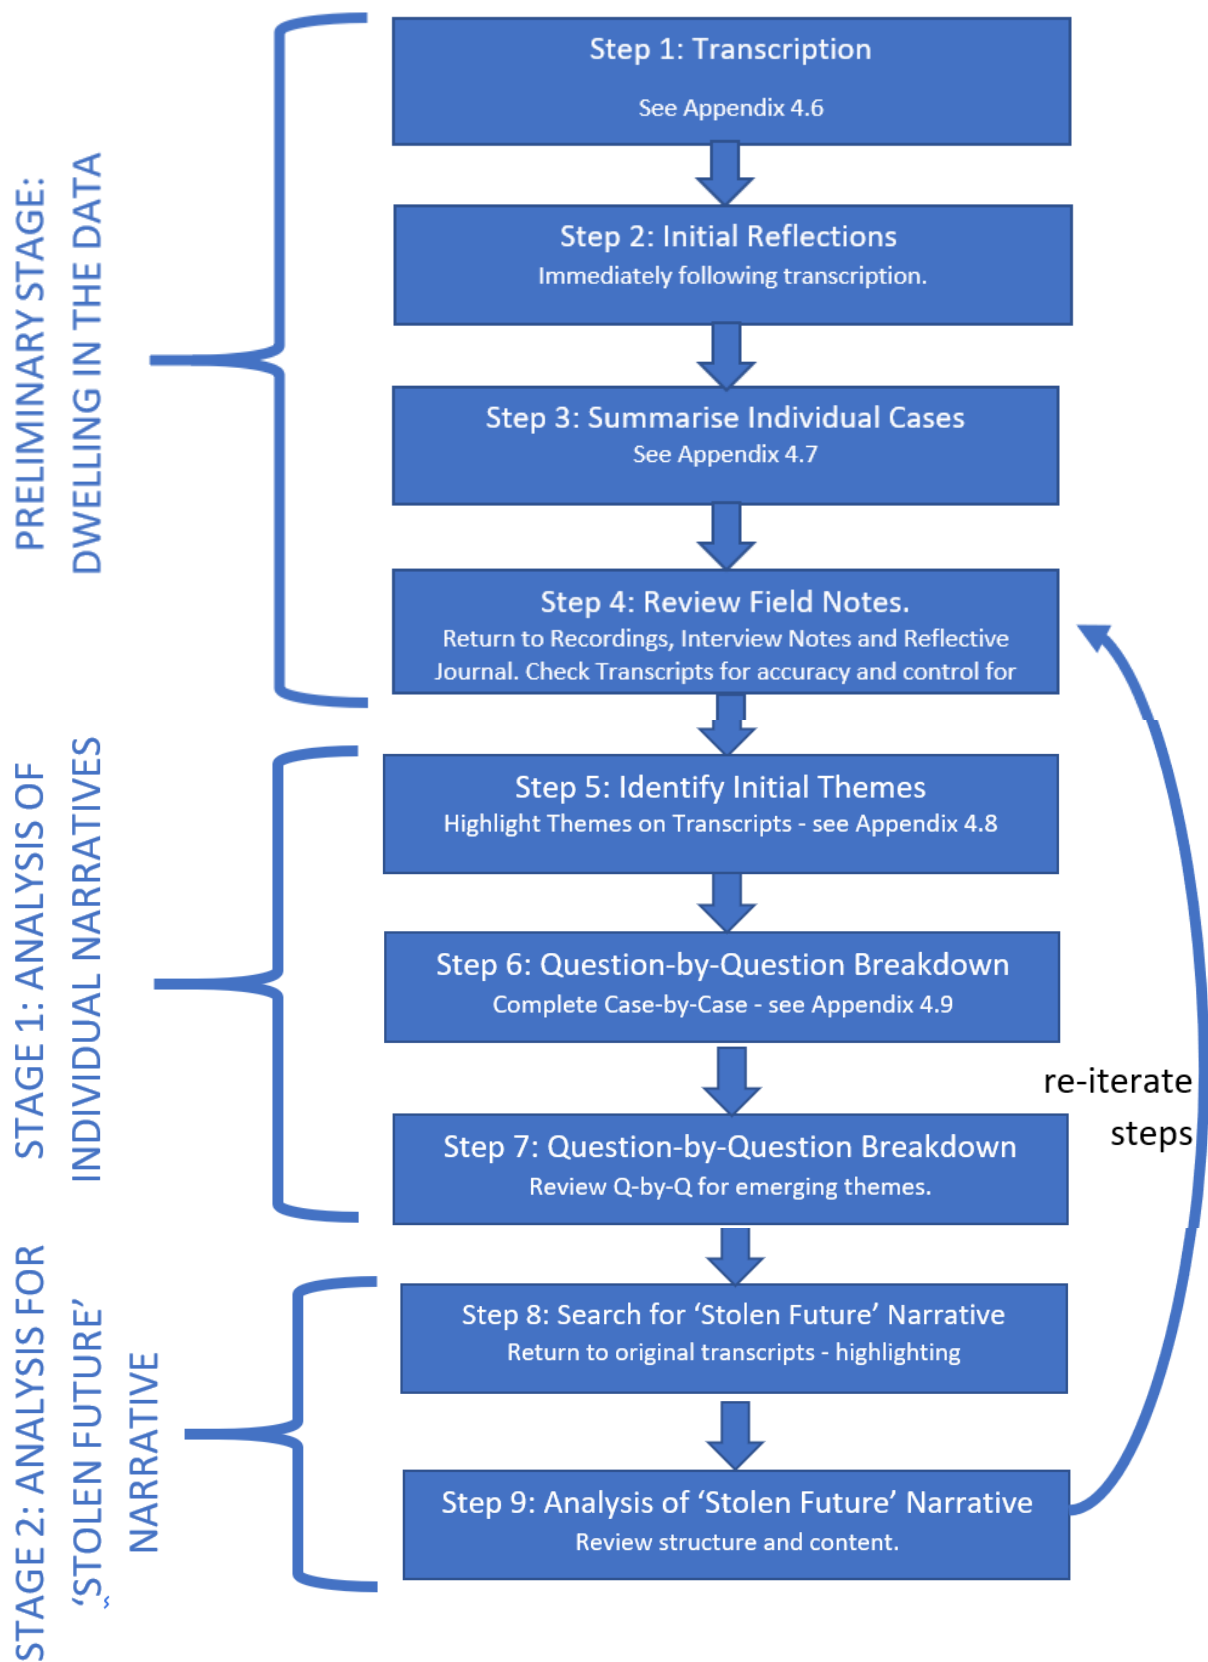 PRELIMINARY STAGE:
DWELLING IN THE DATA
Step 1: Transcription
See Appendix 4.6
Step 2: Initial Reflections
Immediately following transcription.
Step 3: Summarise Individual Cases
See Appendix 4.7
Step 4: Review Field Notes.
Return to Recordings, Interview Notes and Reflective
Journal. Check Transcripts for accuracy and control for
STAGE 1: ANALYSIS OF
INDIVIDUAL NARRATIVES
Step 5: Identify Initial Themes
Highlight Themes on Transcripts - see Appendix 4.8
Step 6: Question-by-Question Breakdown
Complete Case-by-Case - see Appendix 4.9
Step 7: Question-by-Question Breakdown
Review Q-by-Q for emerging themes.
re-iterate
steps
STAGE 2: ANALYSIS FOR
‘STOLEN FUTURE’
NARRATIVE
Step 8: Search for ‘Stolen Future’ Narrative
Return to original transcripts - highlighting
Step 9: Analysis of ‘Stolen Future’ Narrative
Review structure and content.